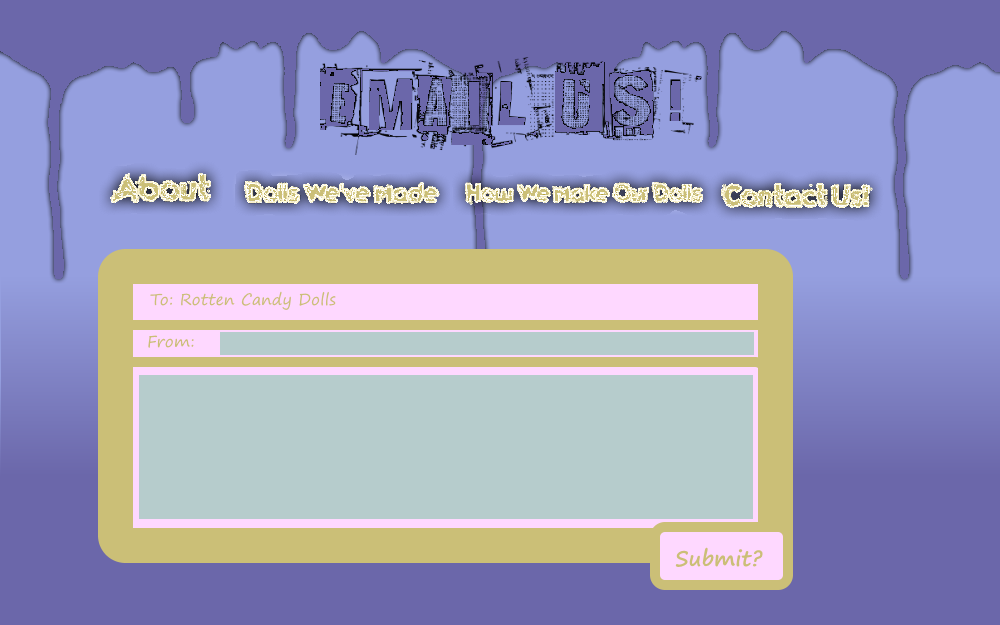 EMAIL US!
About Dolls We've Made How We Make Our Dolls Contact Us!
To: Rotten Candy Dolls
From:
Submit?